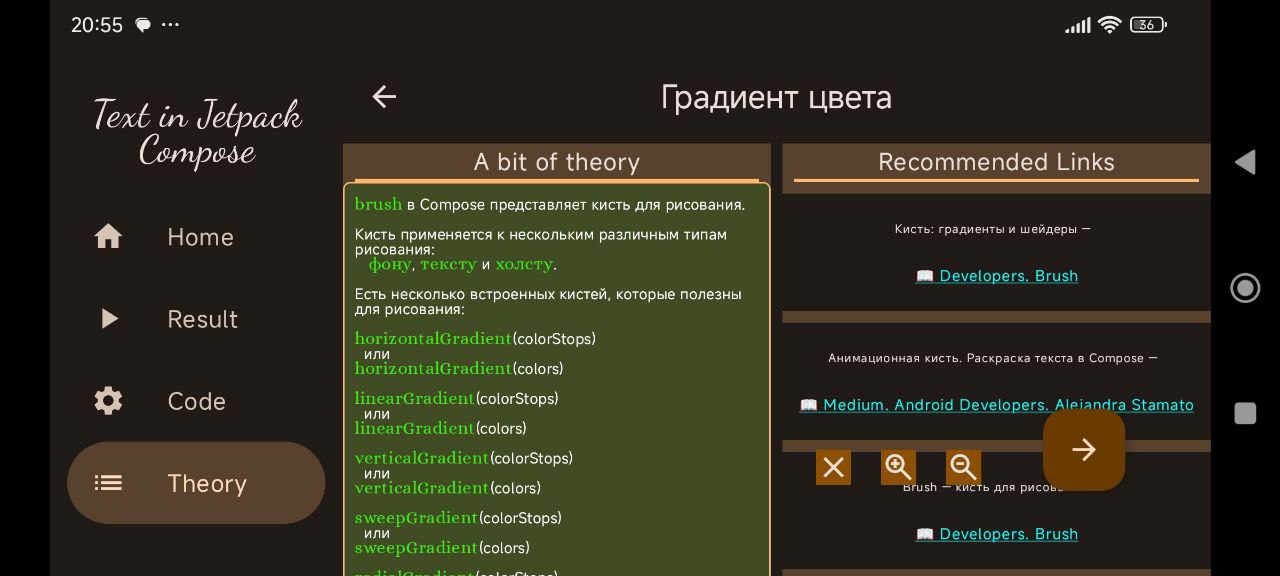 20:55
36
Text in Jetpack
Compose
Home
Result
Code
Theory
Градиент цвета
A bit of theory
brush в Compose представляет кисть для рисования.
Кисть применяется к нескольким различным типам
рисования:
фону, тексту и холсту.
Есть несколько встроенных кистей, которые полезны
для рисования:
horizontalGradient(colorStops)
или
horizontalGradient(colors)
linearGradient(colorStops)
или
linearGradient(colors)
verticalGradient(colorStops)
или
verticalGradient(colors)
sweepGradient(colorStops)
или
sweepGradient(colors)
radialGradient(colorStops)
Recommended Links
Кисть: градиенты и шейдеры —
📖 Developers. Brush
Анимационная кисть. Раскраска текста в Compose —
📖 Medium. Android Developers. Alejandra Stamato
Brush — кисть для
📖 Developers. Brush